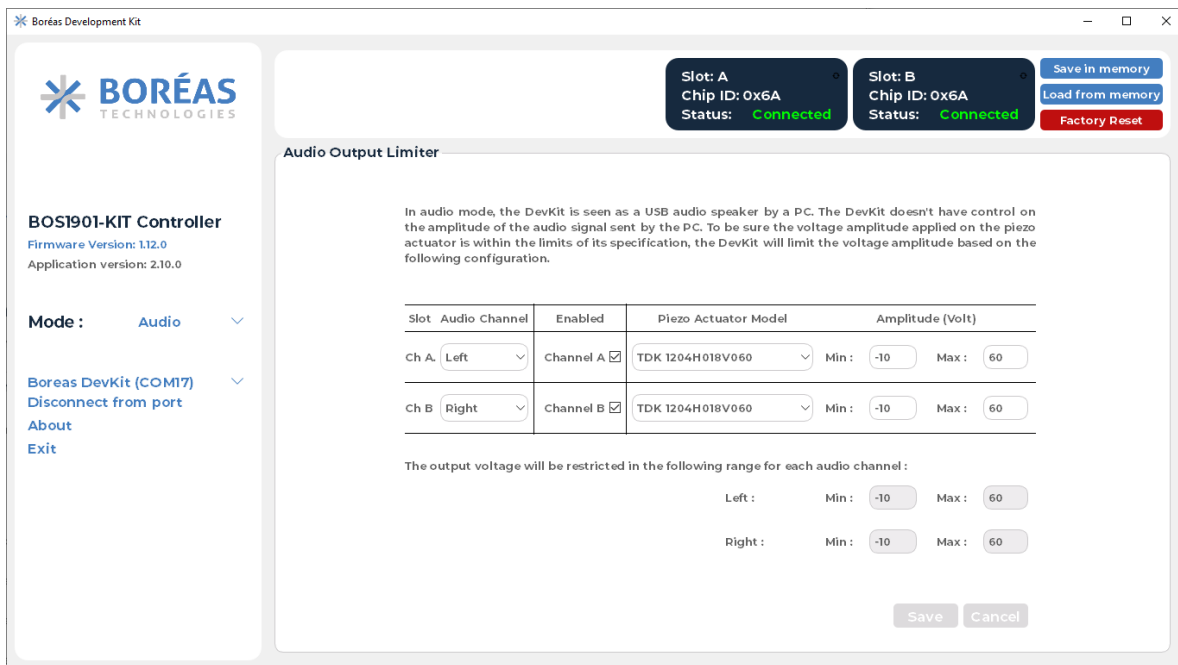 Boréas Development Kit
BORÉAS
TECHNOLOGIES
Slot: A
Chip ID: 0x6A
Status: Connected
Slot: B
Chip ID: 0x6A
Status: Connected
Save in memory
Load from memory
Factory Reset
BOS1901-KIT Controller
Firmware Version: 1.12.0
Application version: 2.10.0
Mode : Audio
Boreas DevKit (COM17)
Disconnect from port
About
Exit
Audio Output Limiter
In audio mode, the DevKit is seen as a USB audio speaker by a PC. The DevKit doesn't have control on
the amplitude of the audio signal sent by the PC. To be sure the voltage amplitude applied on the piezo
actuator is within the limits of its specification, the DevKit will limit the voltage amplitude based on the
following configuration.
Slot Audio Channel Enabled Piezo Actuator Model Amplitude (Volt)
Ch A. Left Channel A TDK 1204H018V060 Min : -10 Max : 60
Ch B Right Channel B TDK 1204H018V060 Min : -10 Max : 60
The output voltage will be restricted in the following range for each audio channel :
Left : Min : -10 Max : 60
Right : Min : -10 Max : 60
Save Cancel